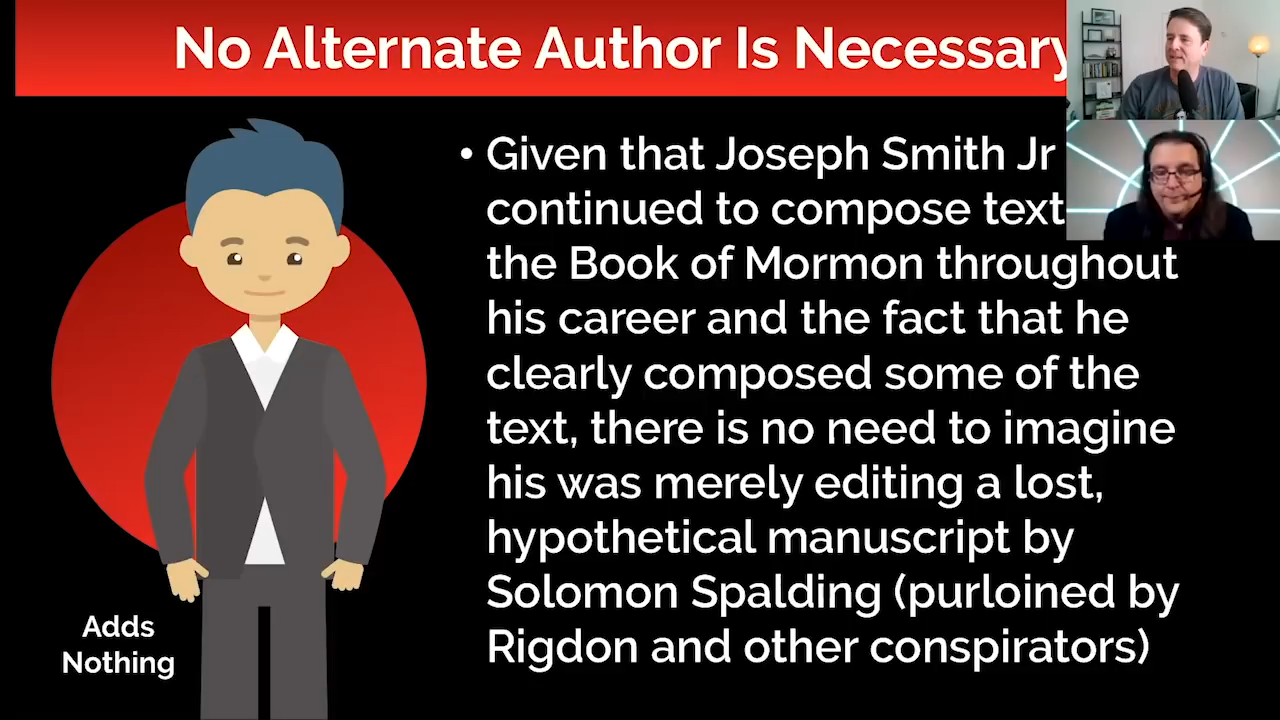 No Alternate Author Is Necessary
• Given that Joseph Smith Jr
continued to compose text
the Book of Mormon throughout
his career and the fact that he
clearly composed some of the
text, there is no need to imagine
his was merely editing a lost,
hypothetical manuscript by
Solomon Spalding (purloined by
Rigdon and other conspirators)
Adds
Nothing